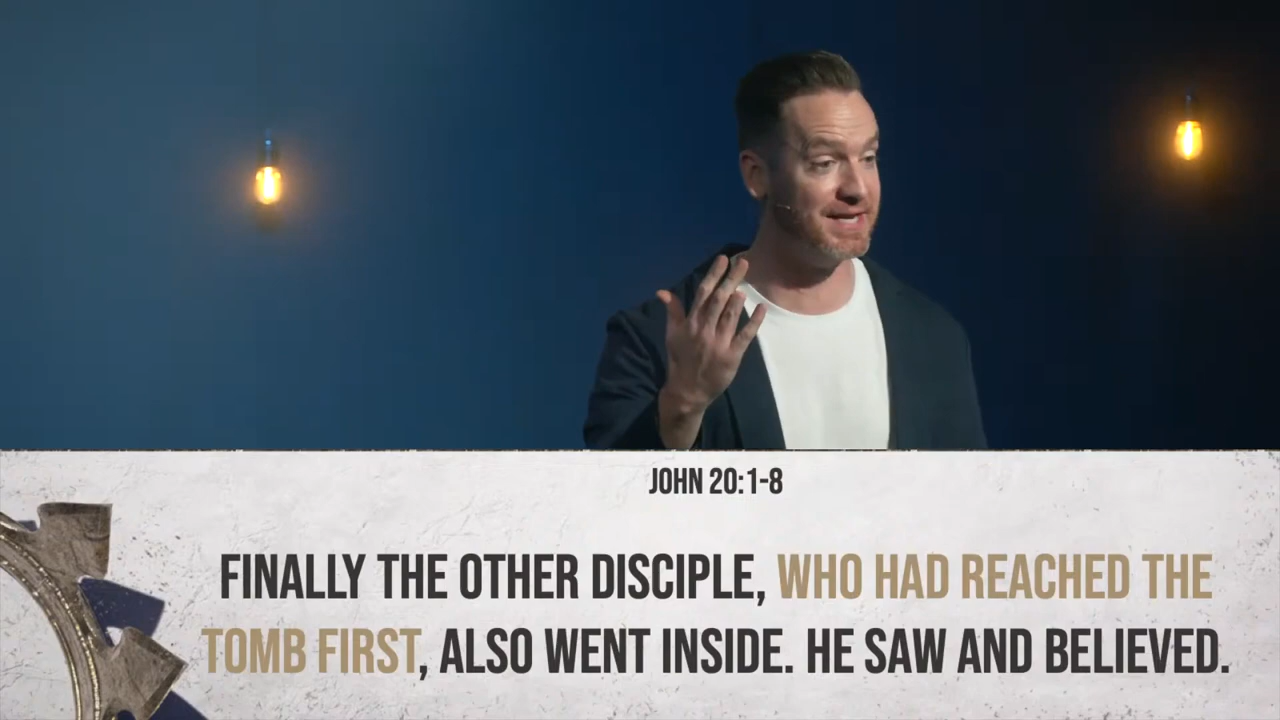 JOHN 20:1-8
FINALLY THE OTHER DISCIPLE, WHO HAD REACHED THE
TOMB FIRST, ALSO WENT INSIDE. HE SAW AND BELIEVED.